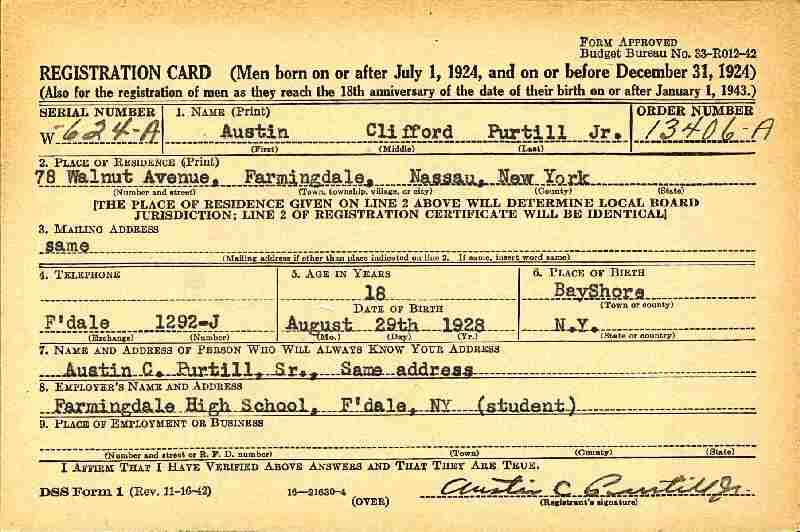 FORM APPROVED
Budget Bureau No. 33-R012-42
REGISTRATION CARD (Men born on or after July 1, 1924, and on or before December 31, 1924)
(Also for the registration of men as they reach the 18th anniversary of the date of their birth on or after January 1, 1943.)
SERIAL NUMBER 1. NAME (Print) ORDER NUMBER
W -624-A Austin Clifford Purtill Jr. 13406-A
(First) (Middle) (Last)
2. PLACE OF RESIDENCE (Print)
78 Walnut Avenue, Farmingdale, Nassau, New York
(Number and street) (Town, township, village, or city) (County) (State)
[THE PLACE OF RESIDENCE GIVEN ON LINE 2 ABOVE WILL DETERMINE LOCAL BOARD
JURISDICTION; LINE 2 OF REGISTRATION CERTIFICATE WILL BE IDENTICAL]
3. MAILING ADDRESS
same
(Mailing address if other than place indicated on line 2. If same, insert word same)
4. TELEPHONE 5. AGE IN YEARS 6. PLACE OF BIRTH
18 BayShore
DATE OF BIRTH (Town or county)
F'dale 1292-J August 29th 1928 N.Y.
(Exchange) (Number) (Mo.) (Day) (Yr.) (State or country)
7. NAME AND ADDRESS OF PERSON WHO WILL ALWAYS KNOW YOUR ADDRESS
Austin C. Purtill, Sr., Same address
8. EMPLOYER'S NAME AND ADDRESS
Farmingdale High School, F'dale, NY (student)
9. PLACE OF EMPLOYMENT OR BUSINESS
(Number and street or R. F. D. number) (Town) (County) (State)
I AFFIRM THAT I HAVE VERIFIED ABOVE ANSWERS AND THAT THEY ARE TRUE.
DSS Form 1 (Rev. 11-16-42) 16—21630-4 Austin C Purtill Jr.
(OVER) (Registrant's signature)